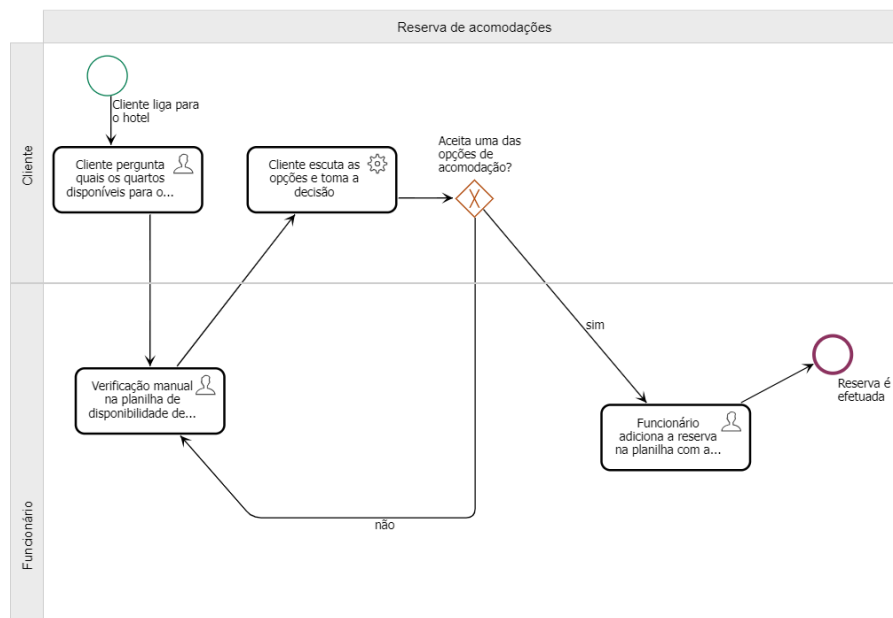 Reserva de acomodações
Cliente
Cliente liga para
o hotel
Cliente pergunta
quais os quartos
disponíveis para o...
Cliente escuta as
opções e toma a
decisão
Aceita uma das
opções de
acomodação?
X
Funcionário
Verificação manual
na planilha de
disponibilidade de...
não
sim
Funcionário
adiciona a reserva
na planilha com a...
Reserva é
efetuada